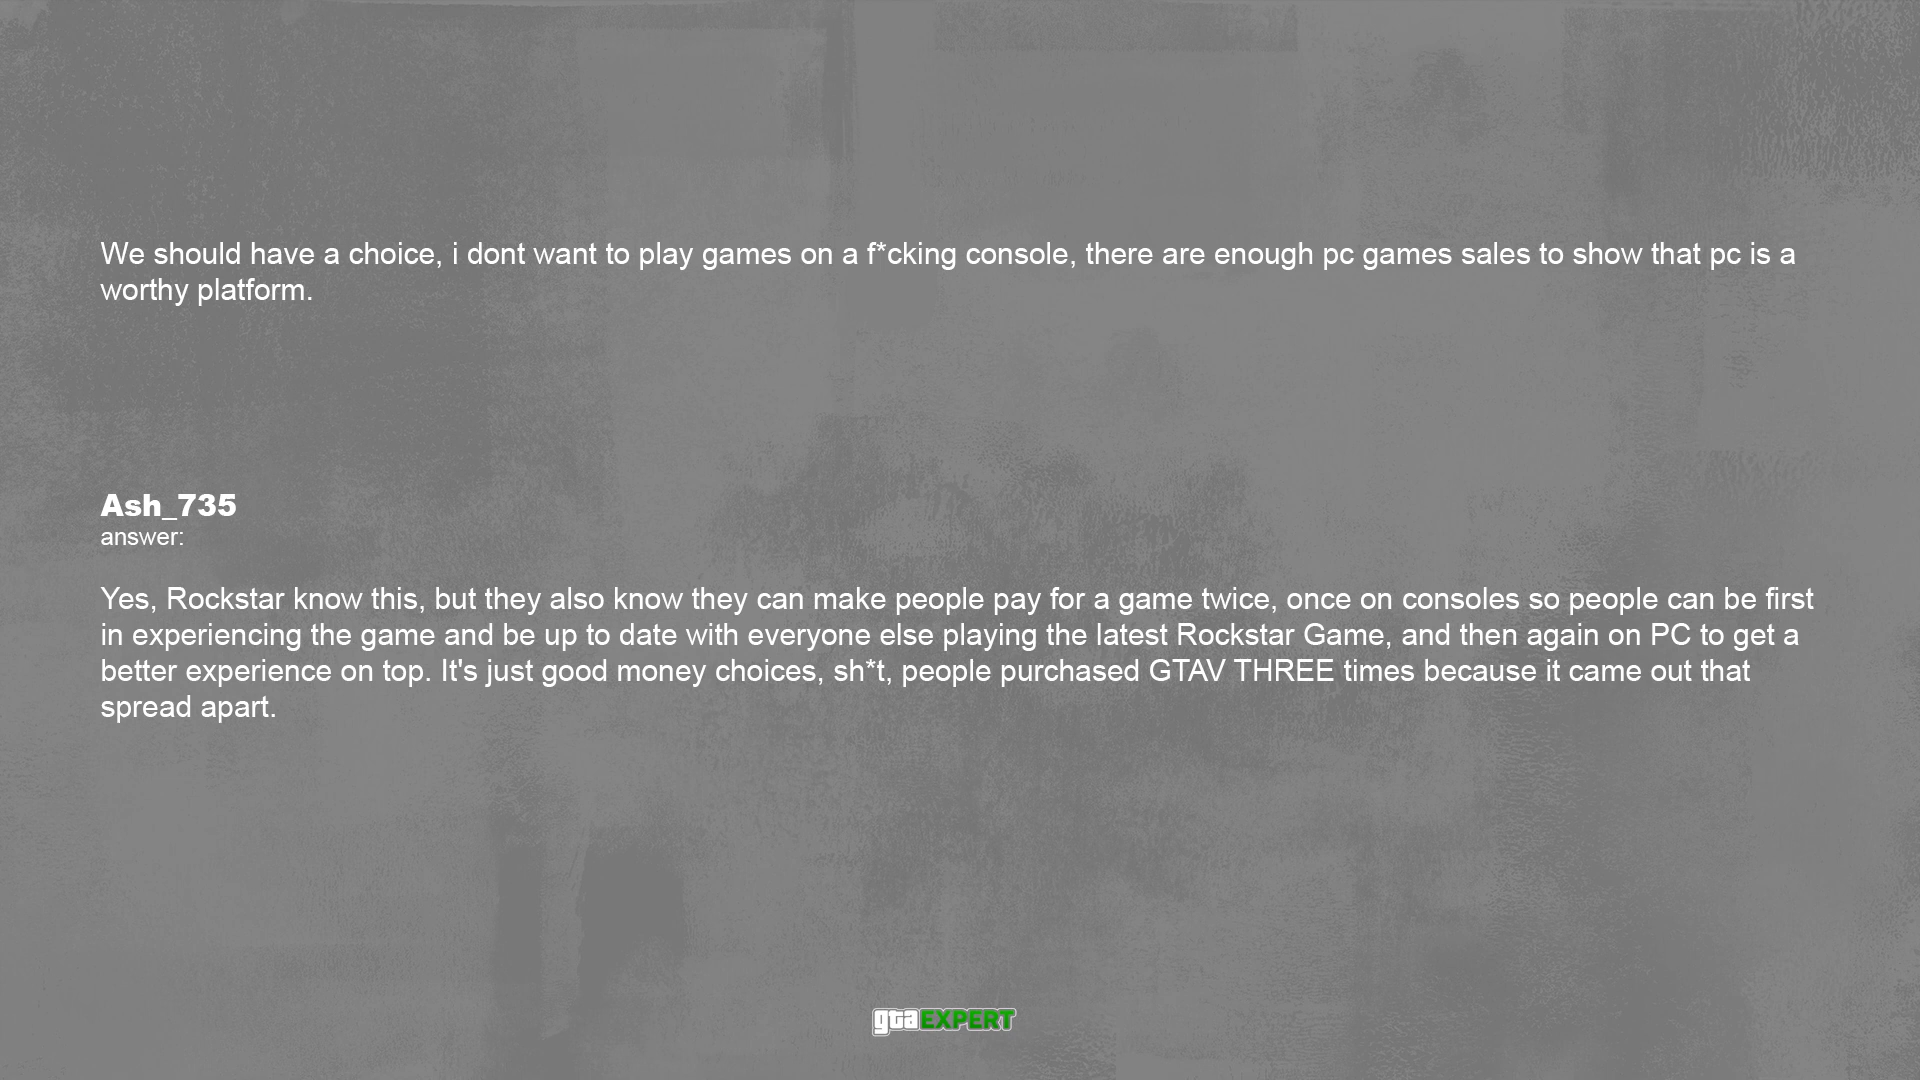 We should have a choice, i dont want to play games on a f*cking console, there are enough pc games sales to show that pc is a
worthy platform.
Ash_735
answer:
Yes, Rockstar know this, but they also know they can make people pay for a game twice, once on consoles so people can be first
in experiencing the game and be up to date with everyone else playing the latest Rockstar Game, and then again on PC to get a
better experience on top. It's just good money choices, sh*t, people purchased GTAV THREE times because it came out that
spread apart.
gtaEXPERT